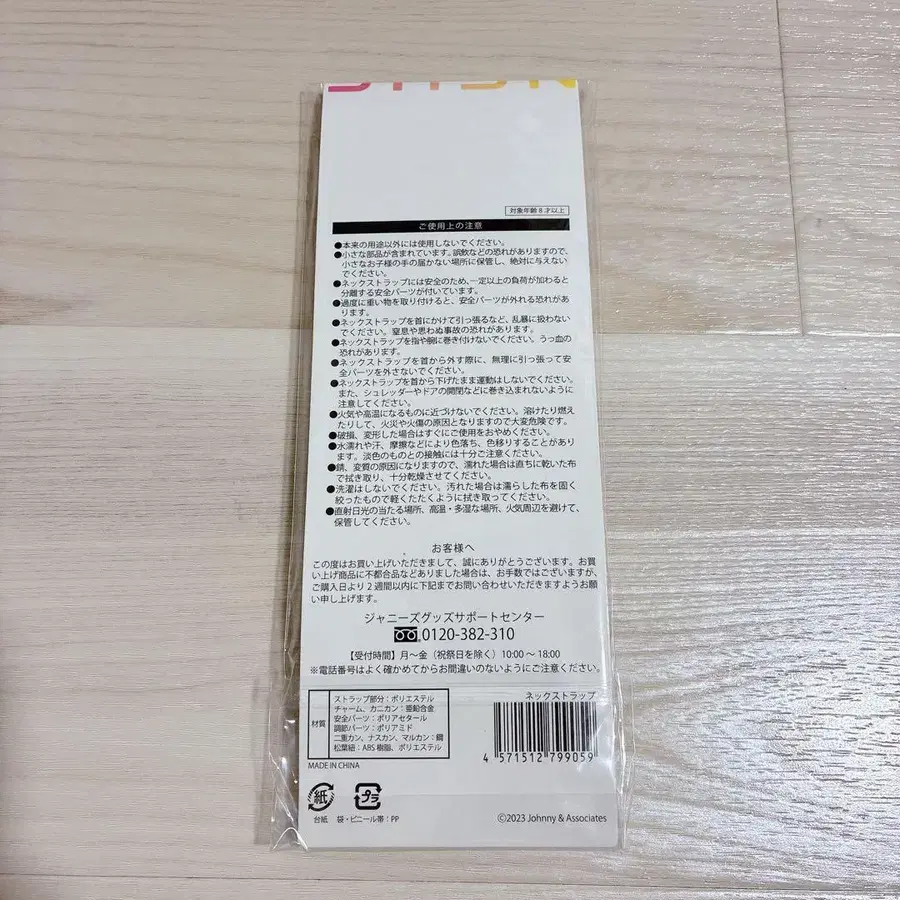 対象年齢8才以上
ご使用上の注意
●本来の用途以外には使用しないでください。
●小さな部品が含まれています。誤飲などの恐れがありますので、
小さなお子様の手の届かない場所に保管し、絶対に与えない
でください。
●ネックストラップには安全のため、一定以上の負荷が加わると
分離する安全パーツが付いています。
●過度に重い物を取り付けると、安全パーツが外れる恐れがあ
ります。
●ネックストラップを首にかけて引っ張るなど、乱暴に扱わない
でください。窒息や思わぬ事故の恐れがあります。
●ネックストラップを指や腕に巻き付けないでください。うっ血の
恐れがあります。
●ネックストラップを首から外す際に、無理に引っ張って安
全パーツを外さないでください。
●ネックストラップを首から下げたまま運動はしないでください。
また、シュレッダーやドアの開閉などに巻き込まれないように
注意してください。
●火気や高温になるものに近づけないでください。溶けたり燃え
たりして、火災や火傷の原因となりますので大変危険です。
●破損、変形した場合はすぐにご使用をおやめください。
●水濡れや汗、摩擦などにより色落ち、色移りすることがあり
ます。淡色のものとの接触には十分ご注意ください。
●錆、変質の原因になりますので、濡れた場合は直ちに乾いた布
で拭き取り、十分乾燥させてください。
●洗濯はしないでください。汚れた場合は濡らした布を固く
絞ったもので軽くたたくように拭き取ってください。
●直射日光の当たる場所、高温・多湿な場所、火気周辺を避けて、
保管してください。
お客様へ
この度はお買い上げいただきまして、誠にありがとうございます。お買
い上げ商品に不都合品などありました場合は、お手数ではございますが、
ご購入日より2週間以内に下記までお問い合わせいただきますようお願
い申し上げます。
ジャニーズグッズサポートセンター
0120-382-310
【受付時間】月～金（祝祭日を除く）10:00～18:00
※電話番号はよく確かめてからお間違いのないようにご注意ください。
材質
ストラップ部分：ポリエステル
チャーム、カニカン：亜鉛合金
安全パーツ：ポリアセタール
調節パーツ：ポリアミド
二重カン、ナスカン、マルカン：鋼
松葉紐：ABS樹脂、ポリエステル
MADE IN CHINA
ネックストラップ
4 571512 799059
紙
台紙
プラ
袋・ビニール帯：PP
©2023 Johnny & Associates